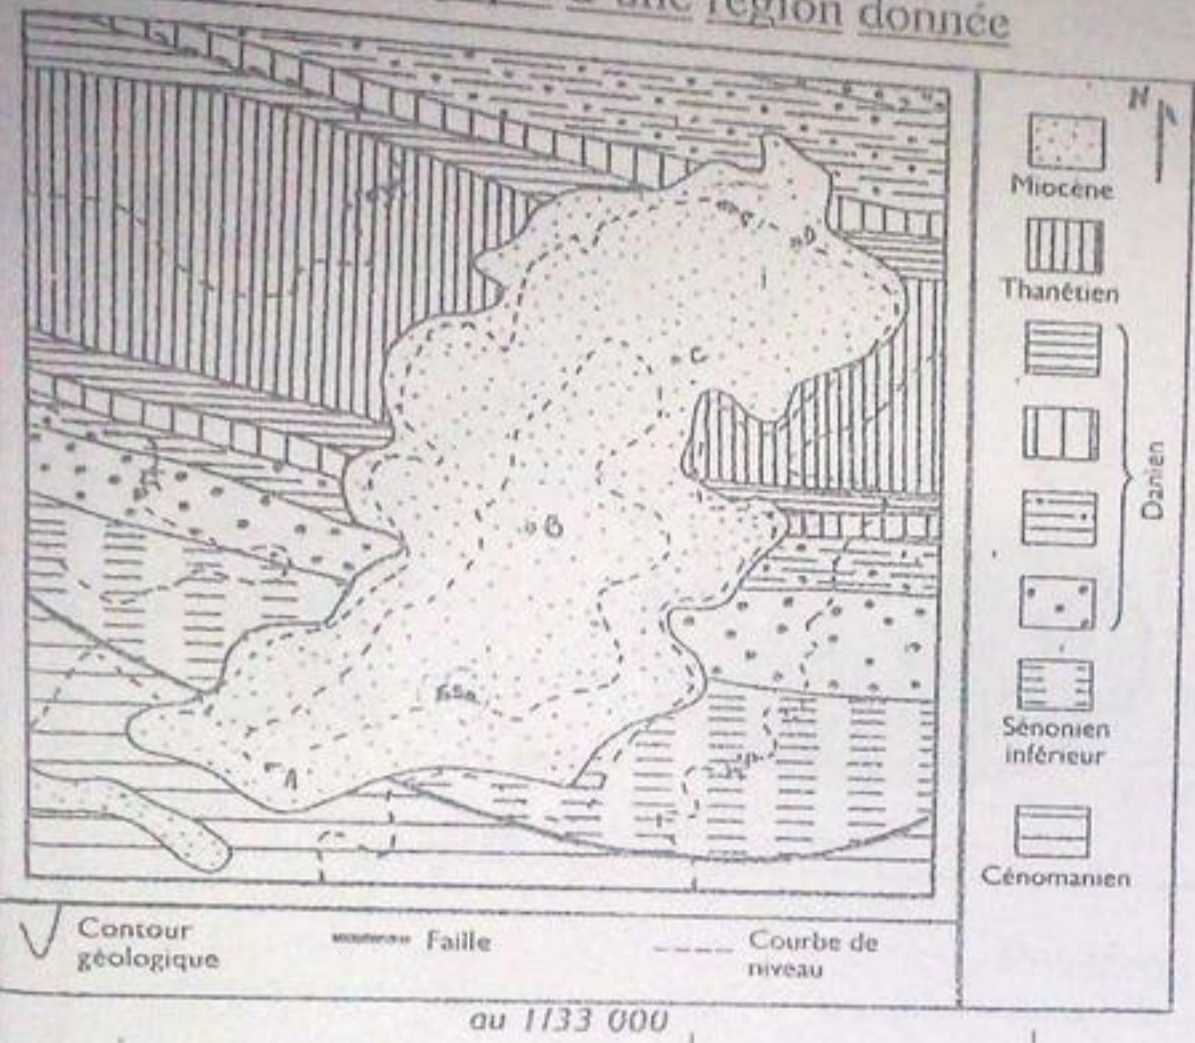 une région donnée
N
Miocène
Thanétien
Danien
Sénonien
inférieur
Cénomanien
D
C
B
A
Contour
géologique
Faille
Courbe de
niveau
au 1/33 000